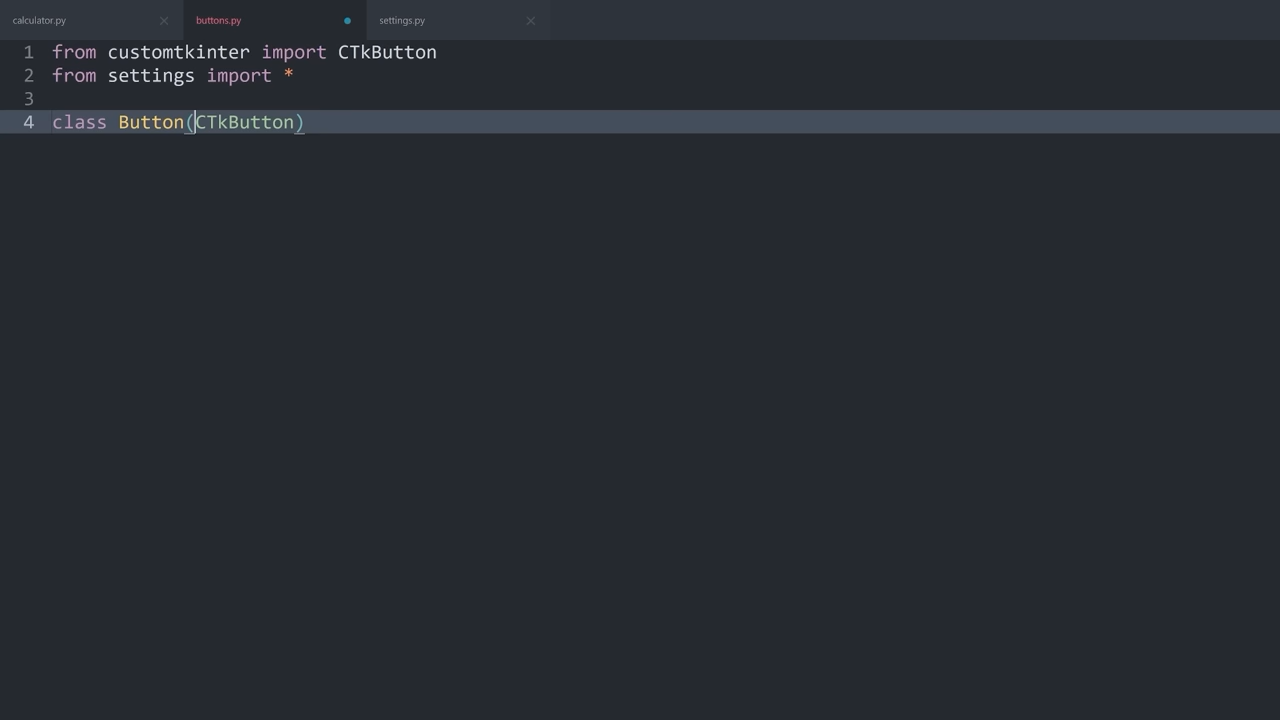 calculator.py buttons.py settings.py
1 from customtkinter import CTkButton
2 from settings import *
3
4 class Button(CTkButton)